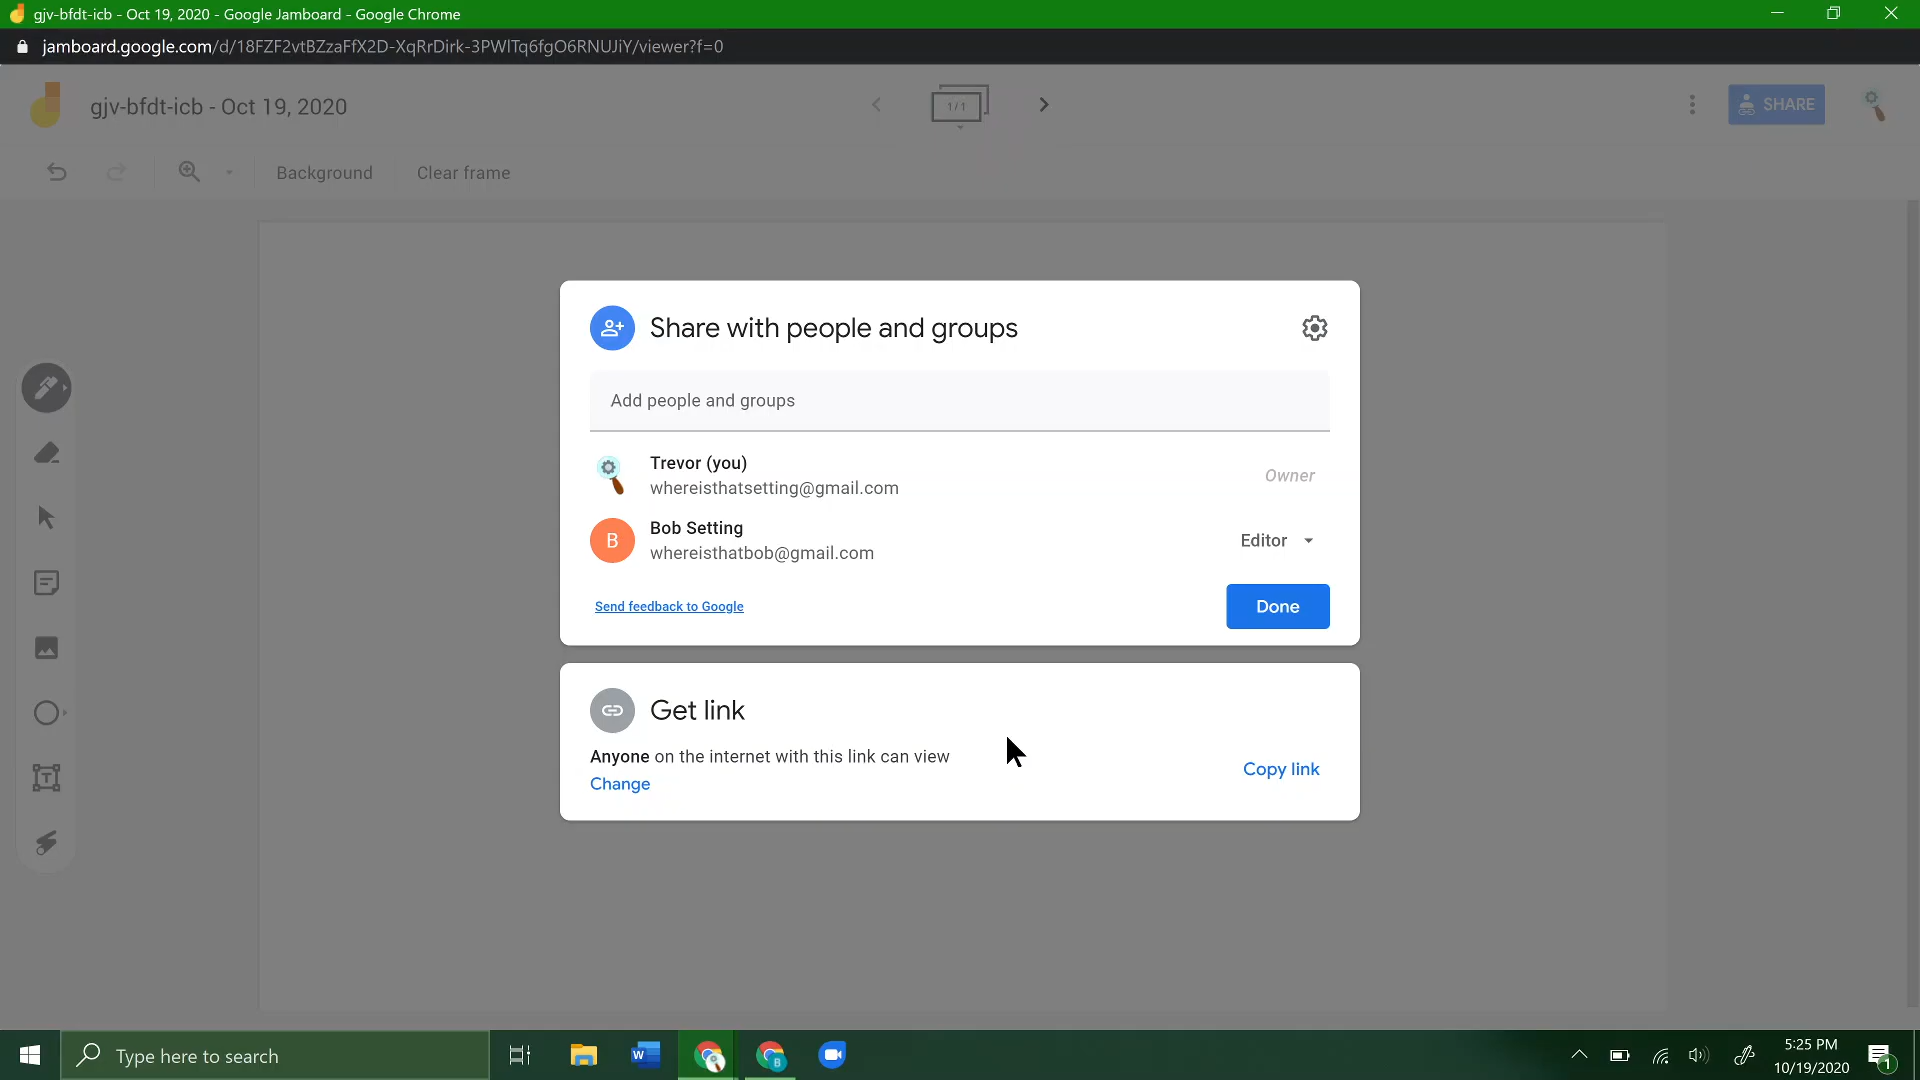 gjv-bfdt-icb - Oct 19, 2020 - Google Jamboard - Google Chrome
jamboard.google.com/d/18FZF2vtBZzaFfX2D-XqRrDirk-3PWlTq6fgO6RNUJiY/viewer?f=0
gjv-bfdt-icb - Oct 19, 2020
1 / 1
SHARE
Background
Clear frame
Share with people and groups
Add people and groups
Trevor (you)
whereisthatsetting@gmail.com
Owner
B
Bob Setting
whereisthatbob@gmail.com
Editor
Send feedback to Google
Done
Get link
Anyone on the internet with this link can view
Change
Copy link
T
Type here to search
W
B
5:25 PM
10/19/2020
1